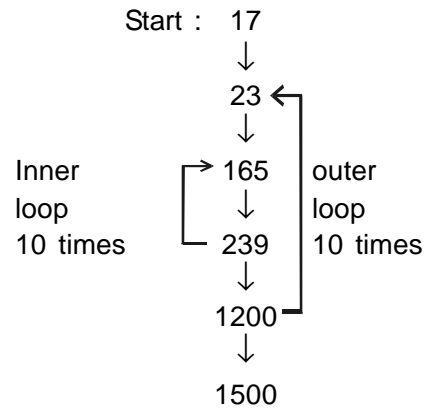 Start : 17
23
Inner 165 outer
loop loop
10 times 239 10 times
1200
1500